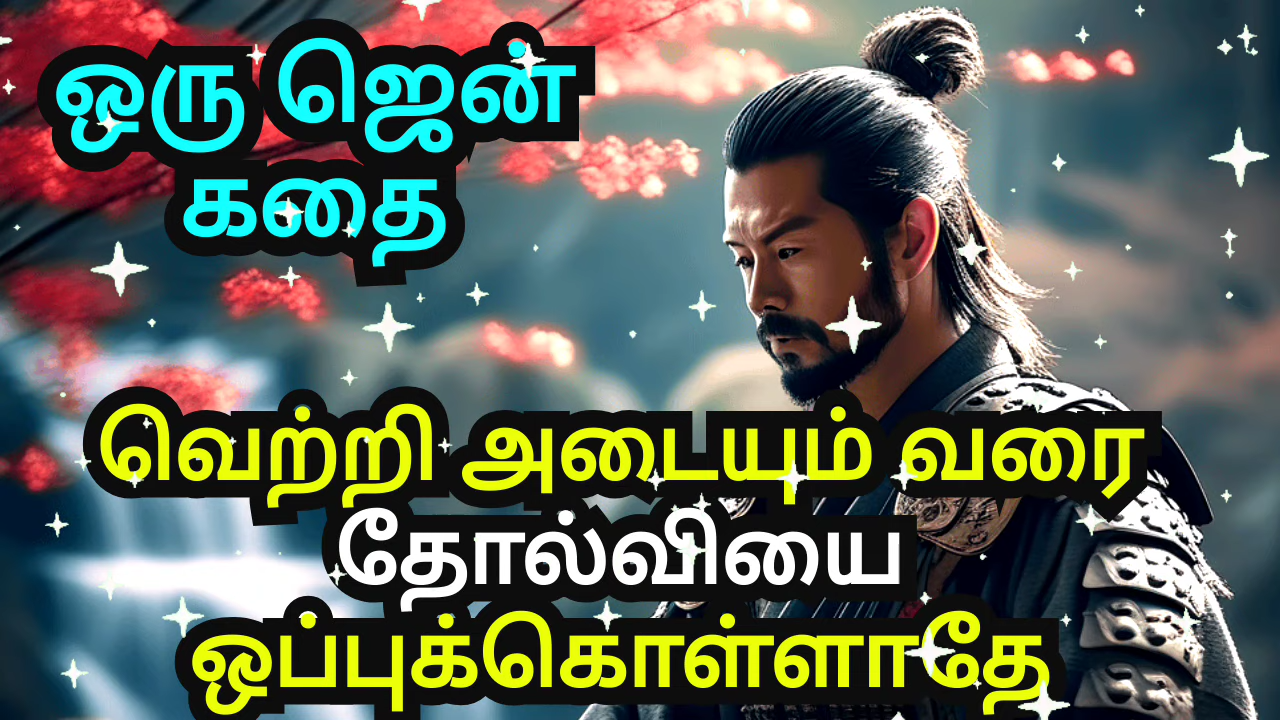 ஒரு ஜென்
கதை
வெற்றி அடையும் வரை
தோல்வியை
ஒப்புக்கொள்ளாதே